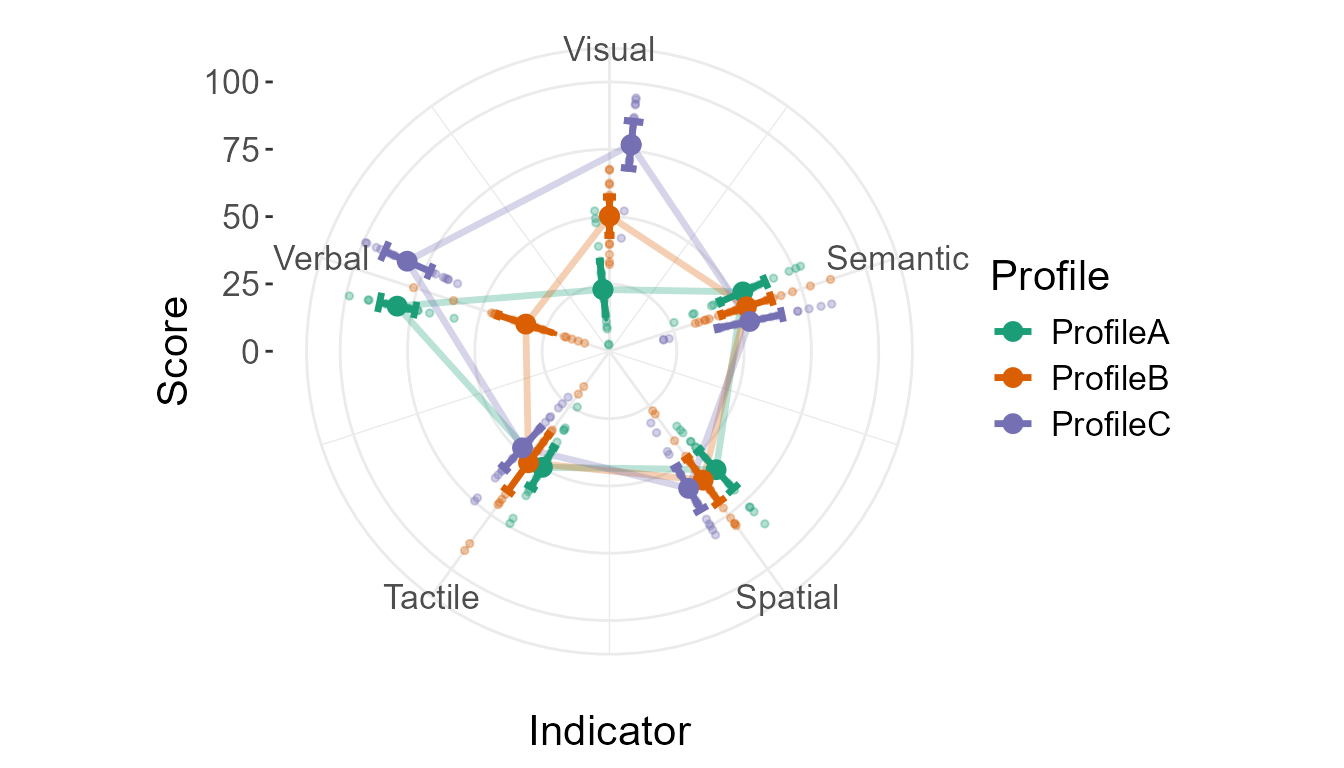 Visual
100
75
50
25
0
Verbal
Semantic
Score
Profile
ProfileA
ProfileB
ProfileC
Tactile
Spatial
Indicator